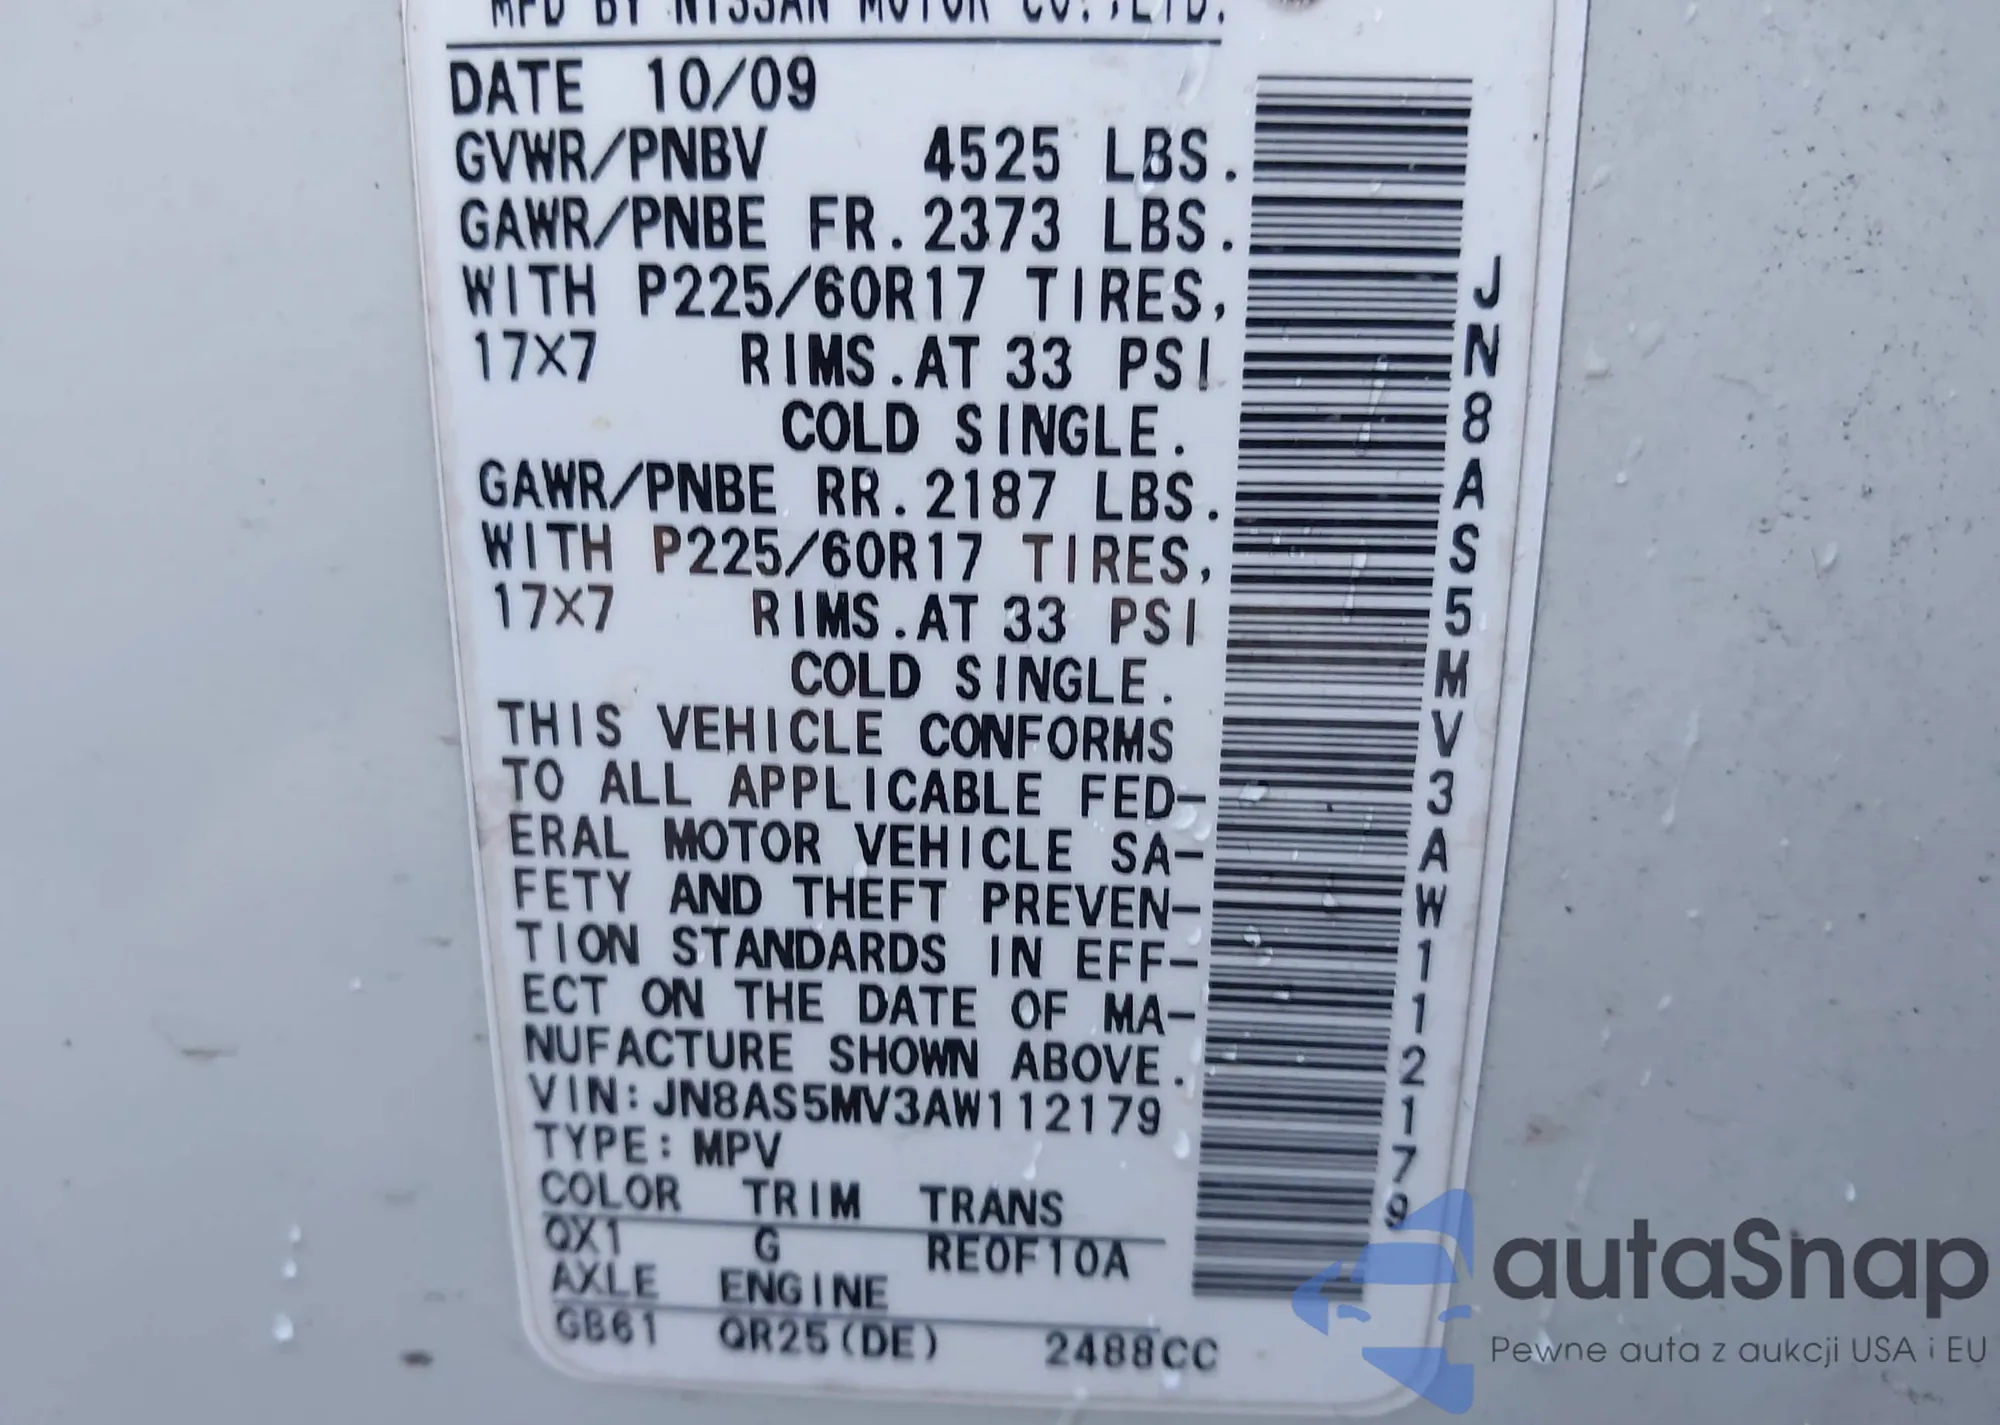 MFD BY NISSAN MOTOR CO.,LTD.
DATE 10/09
GVWR/PNBV 4525 LBS.
GAWR/PNBE FR. 2373 LBS.
WITH P225/60R17 TIRES,
17X7 RIMS.AT 33 PSI
COLD SINGLE.
GAWR/PNBE RR. 2187 LBS.
WITH P225/60R17 TIRES,
17X7 RIMS.AT 33 PSI
COLD SINGLE.
THIS VEHICLE CONFORMS
TO ALL APPLICABLE FED-
ERAL MOTOR VEHICLE SA-
FETY AND THEFT PREVEN-
TION STANDARDS IN EFF-
ECT ON THE DATE OF MA-
NUFACTURE SHOWN ABOVE.
VIN:JN8AS5MV3AW112179
TYPE:MPV
COLOR TRIM TRANS
QX1 G RE0F10A
AXLE ENGINE
GB61 QR25(DE) 2488CC
JN8AS5MV3AW112179
autaSnap
Pewne auta z aukcji USA i EU